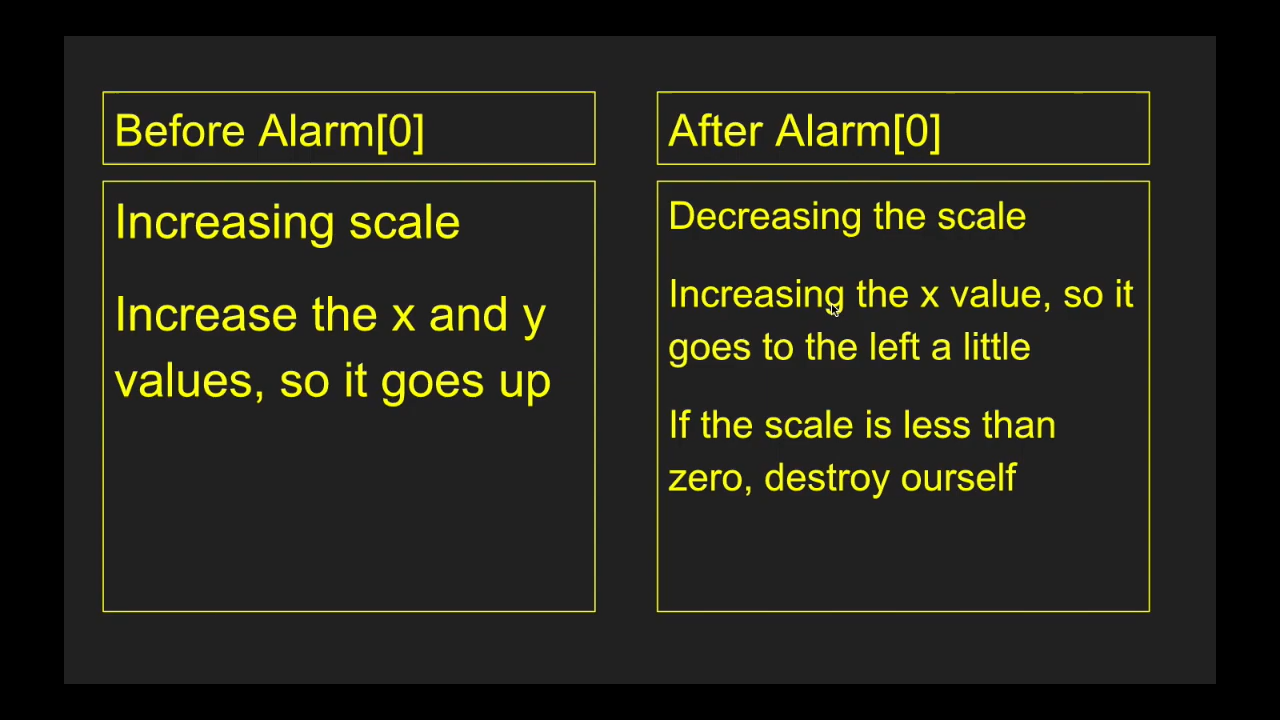 Before Alarm[0]
Increasing scale
Increase the x and y
values, so it goes up
After Alarm[0]
Decreasing the scale
Increasing the x value, so it
goes to the left a little
If the scale is less than
zero, destroy ourself